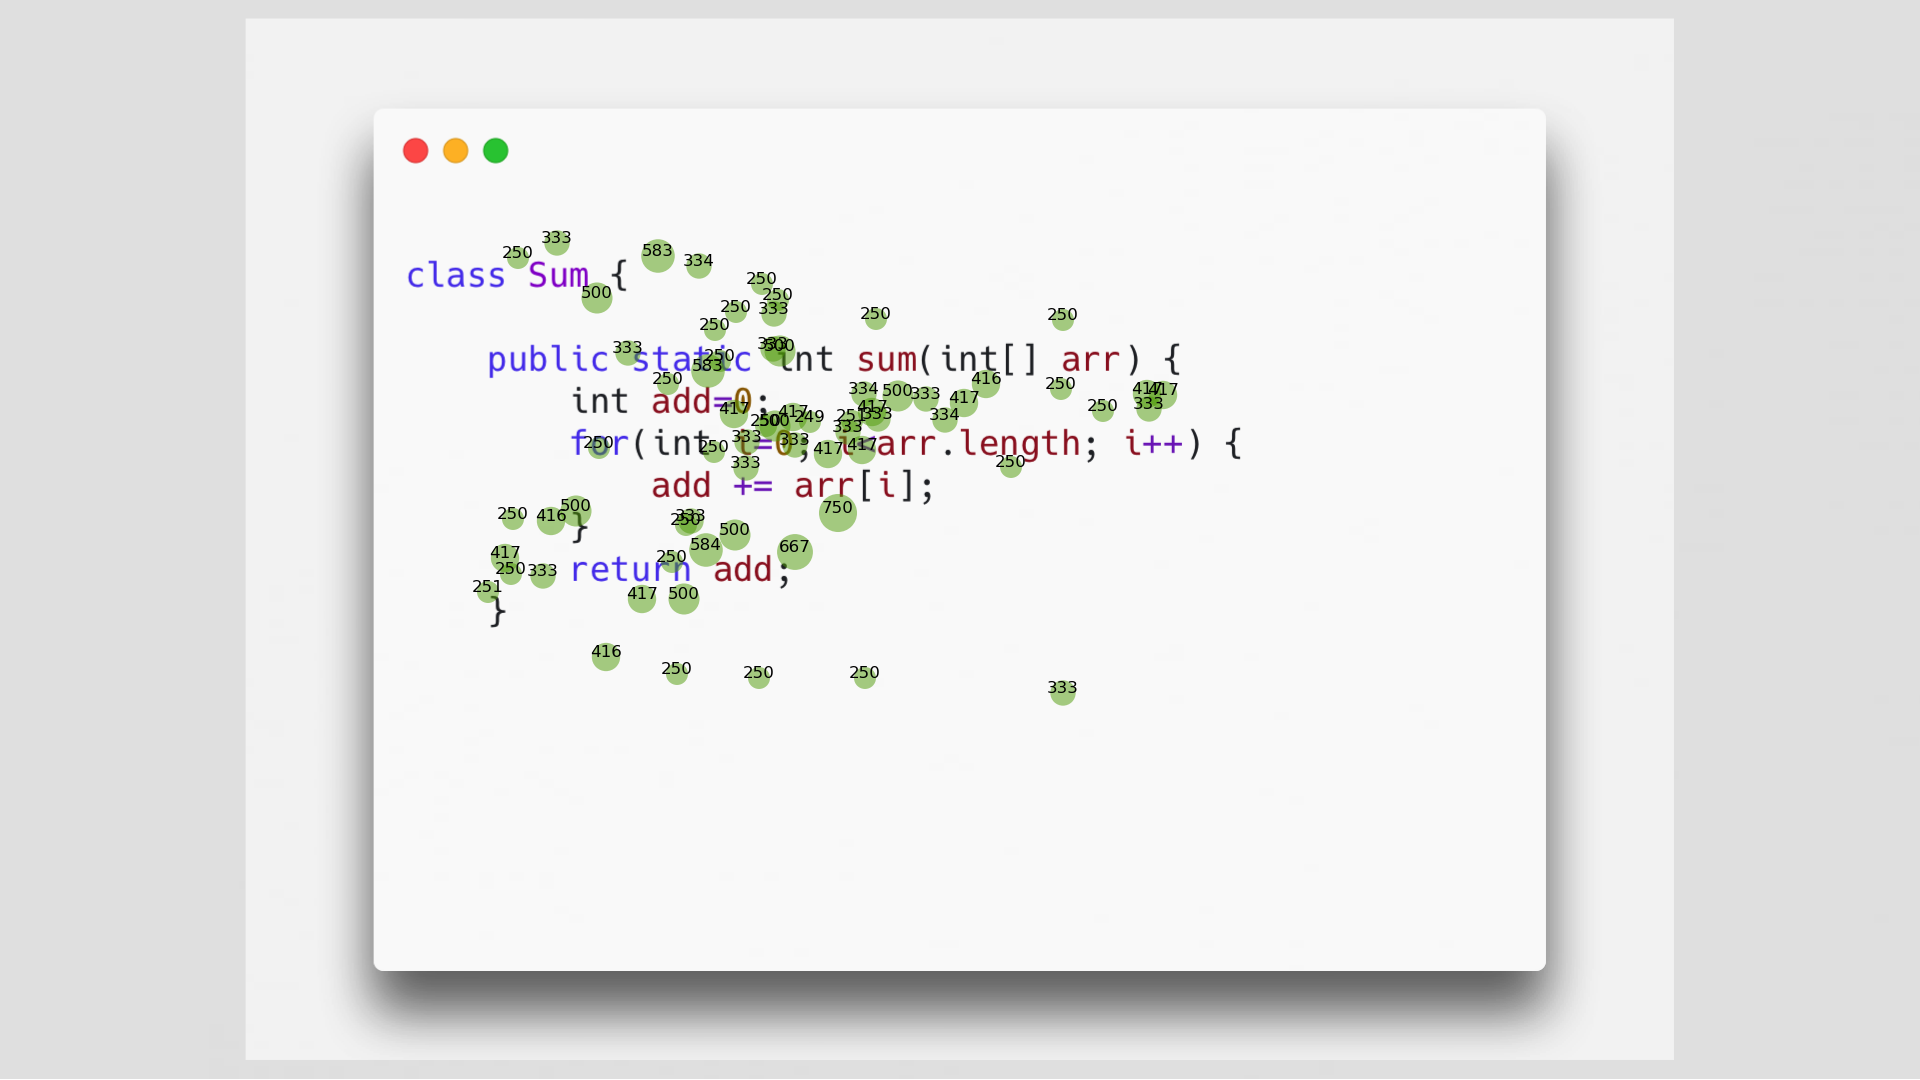 250 333 583 334
class Sum {
500 250 250
250 333 250 250
250
public static int sum(int[] arr) {
333 250 583 333 500
250 334 500 333 417 416 250 417 417
int add=0;
417 250 500 417 249 251 417 333 334 250 333
for(int i=0; i<arr.length; i++) {
250 250 333 333 417 333 417
333 250
add += arr[i];
250 416 500 250 333 500 750
}
417 250 584 667
return add;
250 333
251 417 500
}
416 250 250 250 333